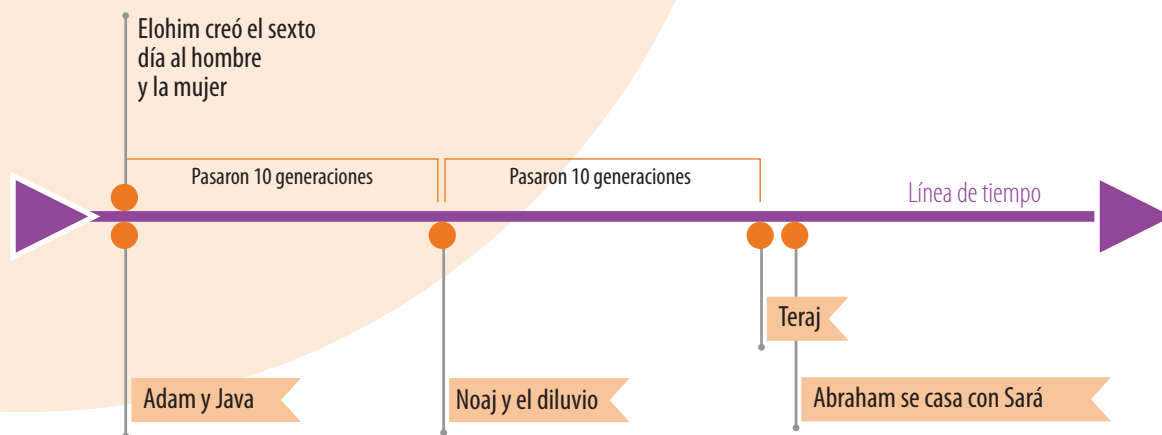 Elohim creó el sexto
día al hombre
y la mujer
Pasaron 10 generaciones
Pasaron 10 generaciones
Línea de tiempo
Teraj
Adam y Java
Noaj y el diluvio
Abraham se casa con Sará